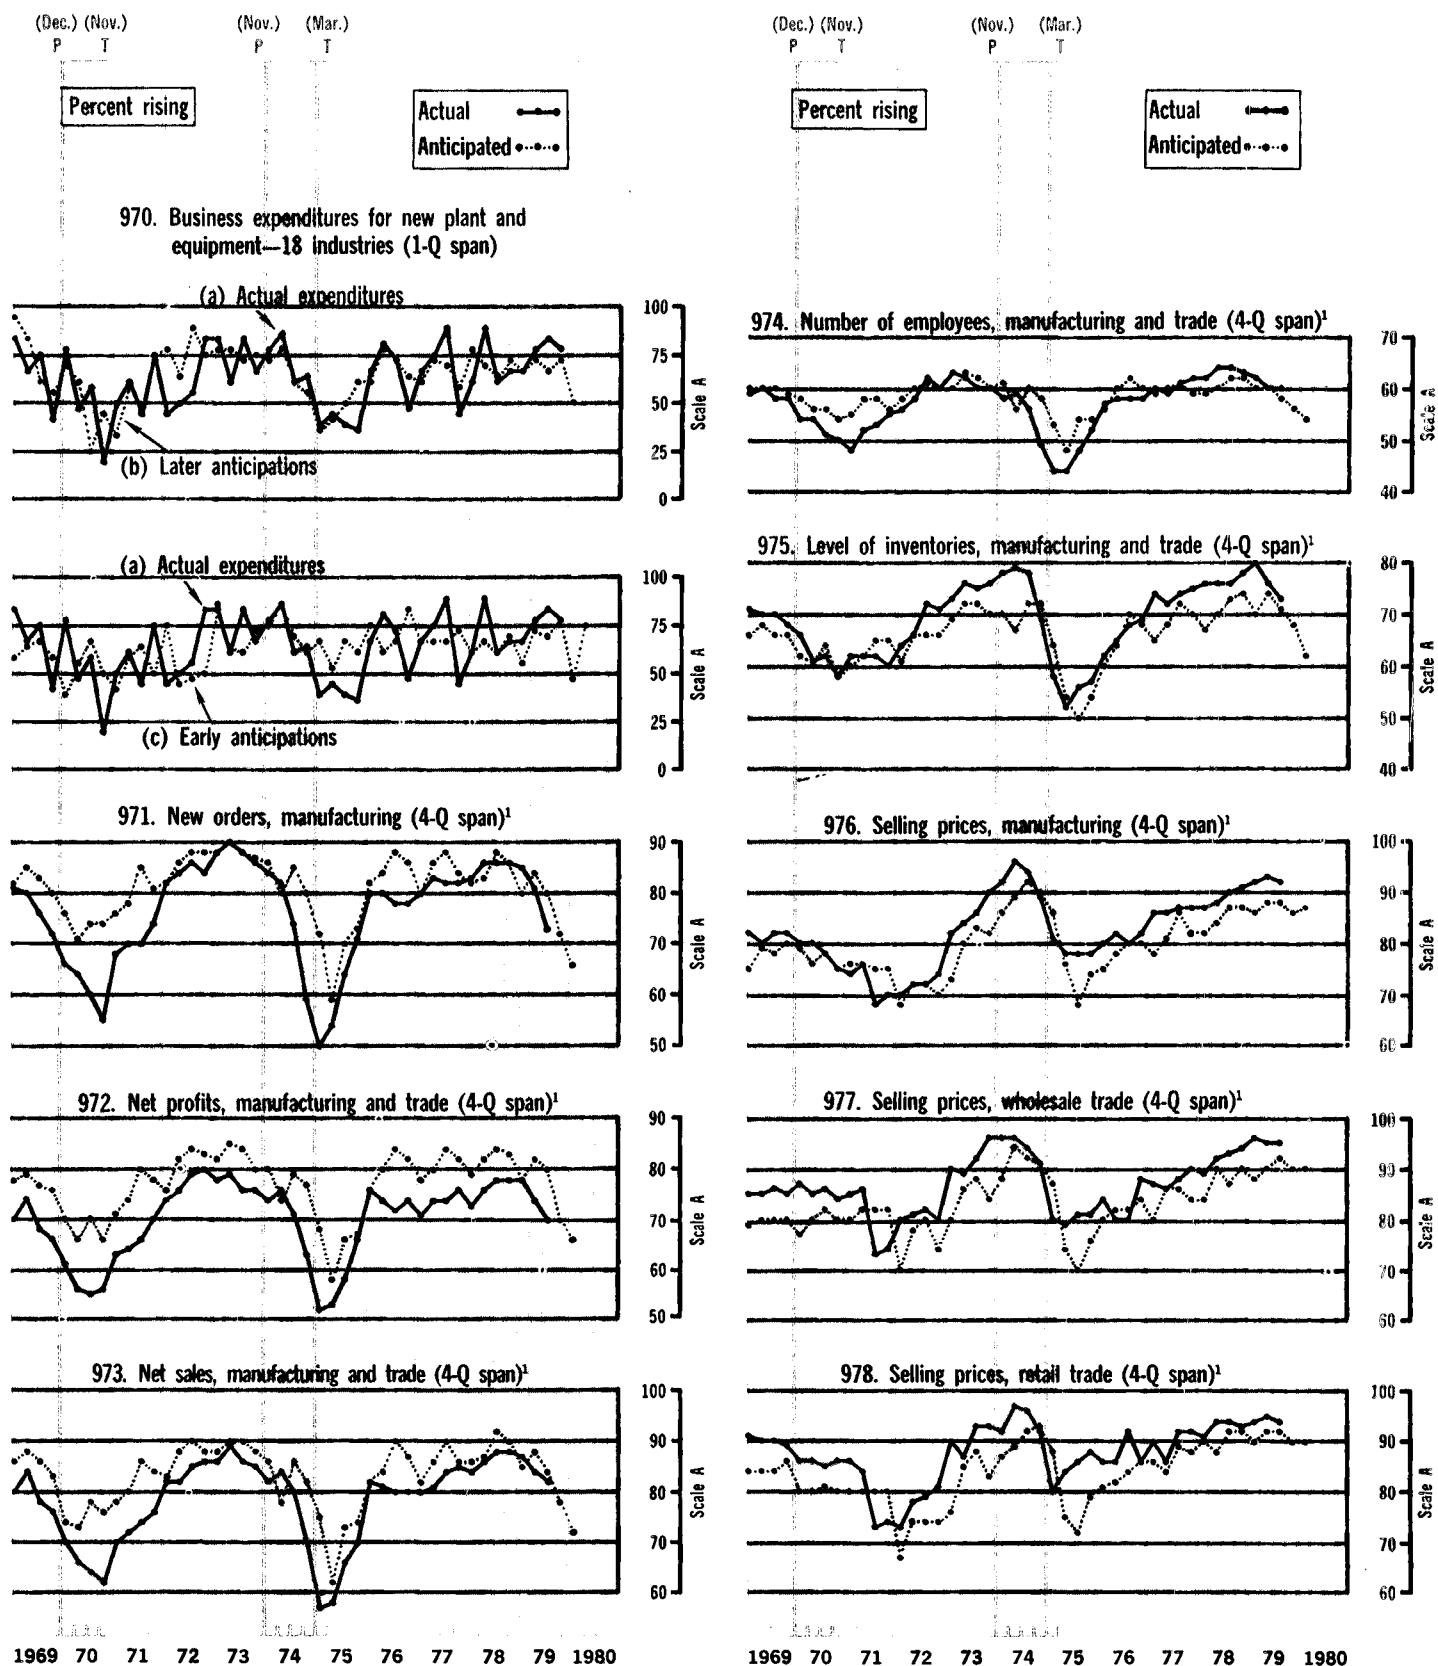 (Dec.) (Nov.) (Nov.) (Mar.)
P T P T
Percent rising
Actual
Anticipated
970. Business expenditures for new plant and
equipment—18 industries (1-Q span)
(a) Actual expenditures
(b) Later anticipations
100
75
50
25
0
Scale A
(a) Actual expenditures
(c) Early anticipations
100
75
50
25
0
Scale A
971. New orders, manufacturing (4-Q span)¹
90
80
70
60
50
Scale A
972. Net profits, manufacturing and trade (4-Q span)¹
90
80
70
60
50
Scale A
973. Net sales, manufacturing and trade (4-Q span)¹
100
90
80
70
60
Scale A
1969 70 71 72 73 74 75 76 77 78 79 1980
(Dec.) (Nov.) (Nov.) (Mar.)
P T P T
Percent rising
Actual
Anticipated
974. Number of employees, manufacturing and trade (4-Q span)¹
70
60
50
40
Scale A
975. Level of inventories, manufacturing and trade (4-Q span)¹
80
70
60
50
40
Scale A
976. Selling prices, manufacturing (4-Q span)¹
100
90
80
70
60
Scale A
977. Selling prices, wholesale trade (4-Q span)¹
100
90
80
70
60
Scale A
978. Selling prices, retail trade (4-Q span)¹
100
90
80
70
60
Scale A
1969 70 71 72 73 74 75 76 77 78 79 1980